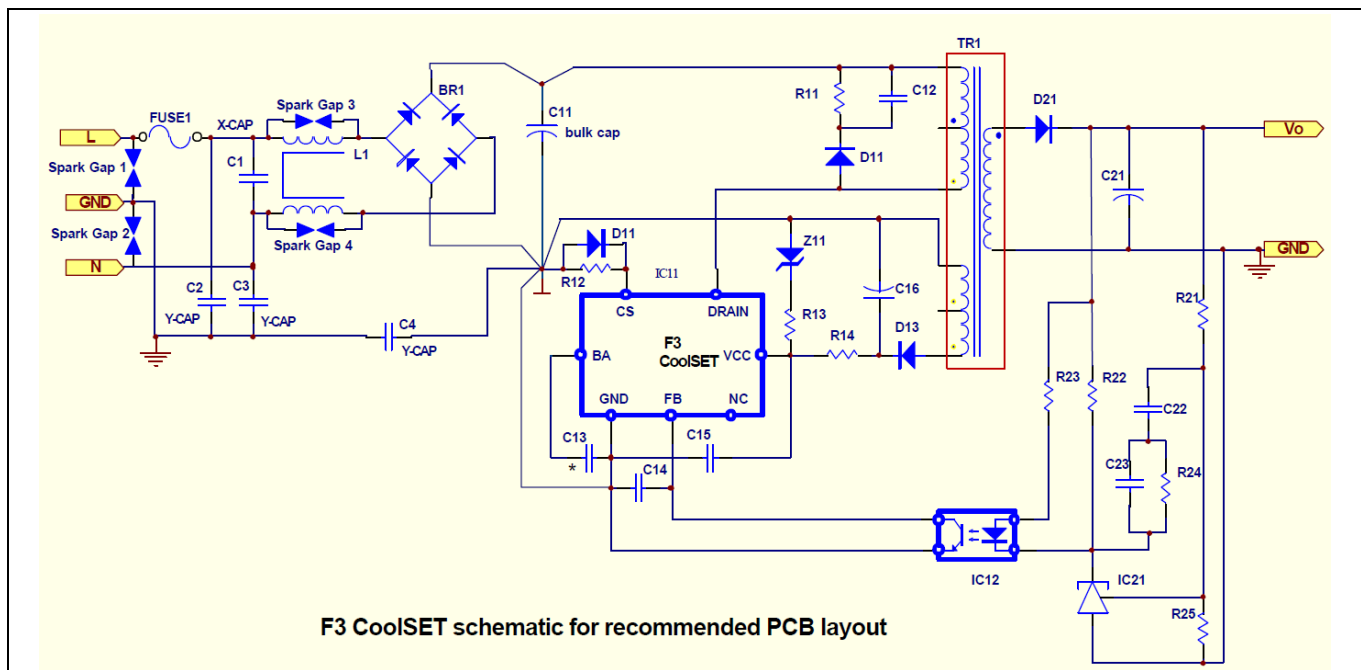 TR1
BR1
Spark Gap 3
R11
C12
C11
bulk cap
D21
FUSE1
X-CAP
L
Vo
L1
Spark Gap 1
C1
D11
C21
GND
Spark Gap 2
Spark Gap 4
N
D11
Z11
GND
R12
IC11
C16
C2
C3
R21
CS
DRAIN
R13
Y-CAP
Y-CAP
C4
D13
R14
Y-CAP
F3
CoolSET
BA
VCC
R23
R22
GND
FB
NC
C22
C13
C15
*
C14
C23
R24
IC12
IC21
R25
F3 CoolSET schematic for recommended PCB layout